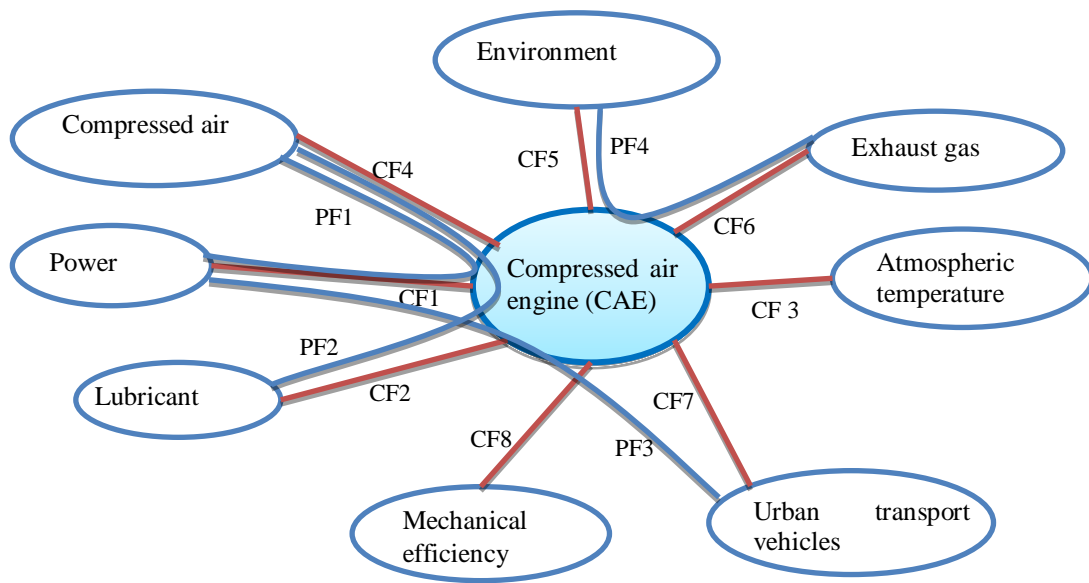 Environment
Compressed air
Exhaust gas
CF4
CF5
PF4
PF1
CF6
Power
Compressed air
engine (CAE)
Atmospheric
temperature
CF1
CF 3
PF2
Lubricant
CF2
CF7
CF8
PF3
Mechanical
efficiency
Urban transport
vehicles